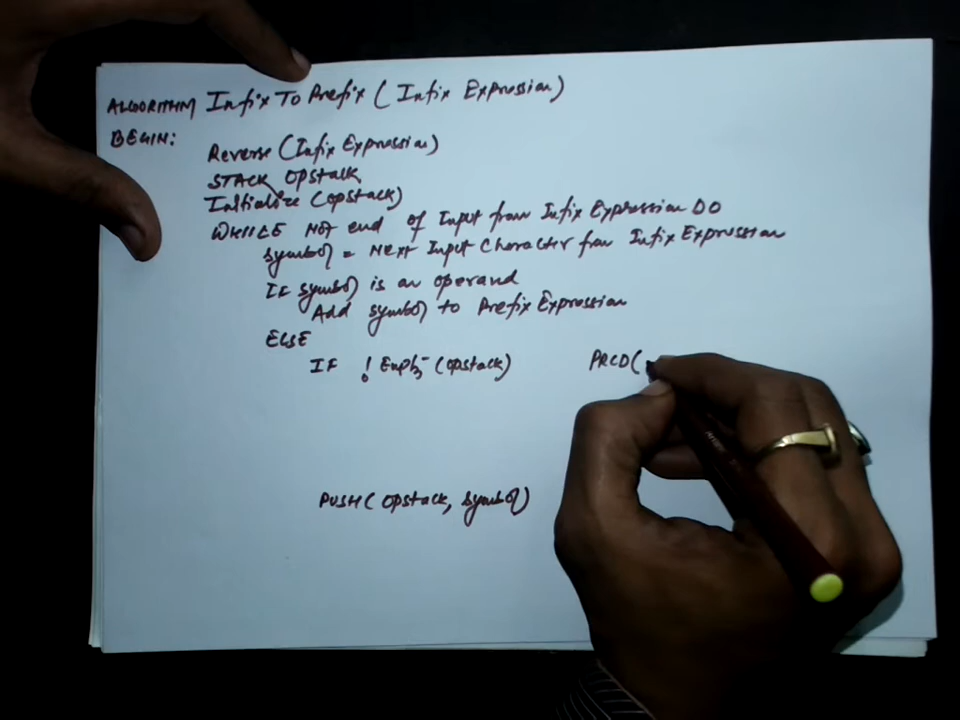 ALGORITHM Infix To Prefix ( Infix Expression)
BEGIN:
Reverse (Infix Expression)
STACK Opstack
Initialize (opstack)
WHILE Not end of Input from Infix Expression DO
symbol = Next Input Character from Infix Expression
IF symbol is an operand
Add symbol to Prefix Expression
ELSE
IF ! Empty (opstack) PRCD(
PUSH ( opstack, symbol)